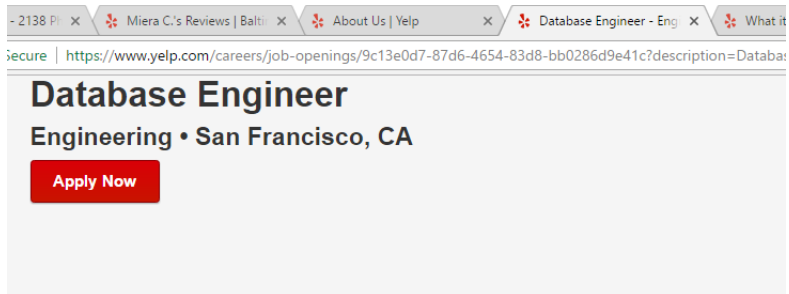 - 2138 Ph Miera C.'s Reviews | Balti About Us | Yelp Database Engineer - Eng What it
Secure | https://www.yelp.com/careers/job-openings/9c13e0d7-87d6-4654-83d8-bb0286d9e41c?description=Databas
Database Engineer
Engineering • San Francisco, CA
Apply Now